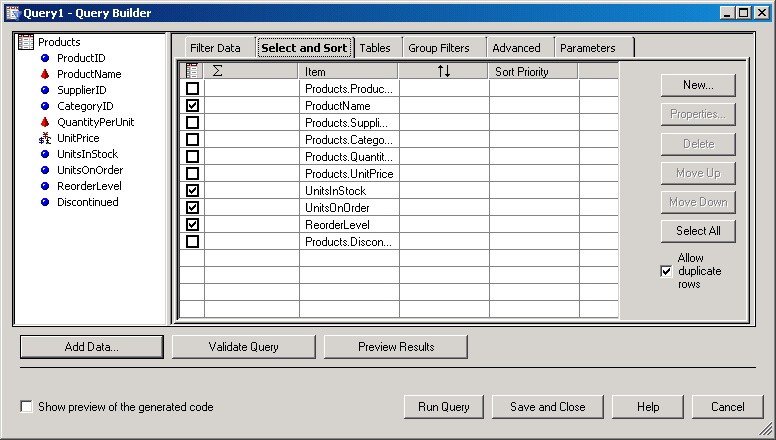 Query1 - Query Builder
Products
ProductID
ProductName
SupplierID
CategoryID
QuantityPerUnit
UnitPrice
UnitsInStock
UnitsOnOrder
ReorderLevel
Discontinued
Filter Data Select and Sort Tables Group Filters Advanced Parameters
Σ Item ↑↓ Sort Priority
Products.Produc...
ProductName
Products.Suppli...
Products.Catego...
Products.Quantit...
Products.UnitPrice
UnitsInStock
UnitsOnOrder
ReorderLevel
Products.Discon...
New...
Properties...
Delete
Move Up
Move Down
Select All
Allow
duplicate
rows
Add Data... Validate Query Preview Results
Show preview of the generated code
Run Query Save and Close Help Cancel